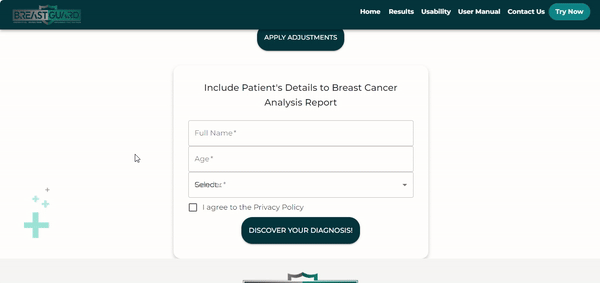 BREASTGUARD
Home Results Usability User Manual Contact Us Try Now
APPLY ADJUSTMENTS
Include Patient's Details to Breast Cancer
Analysis Report
Full Name *
Age *
Select
I agree to the Privacy Policy
DISCOVER YOUR DIAGNOSIS!